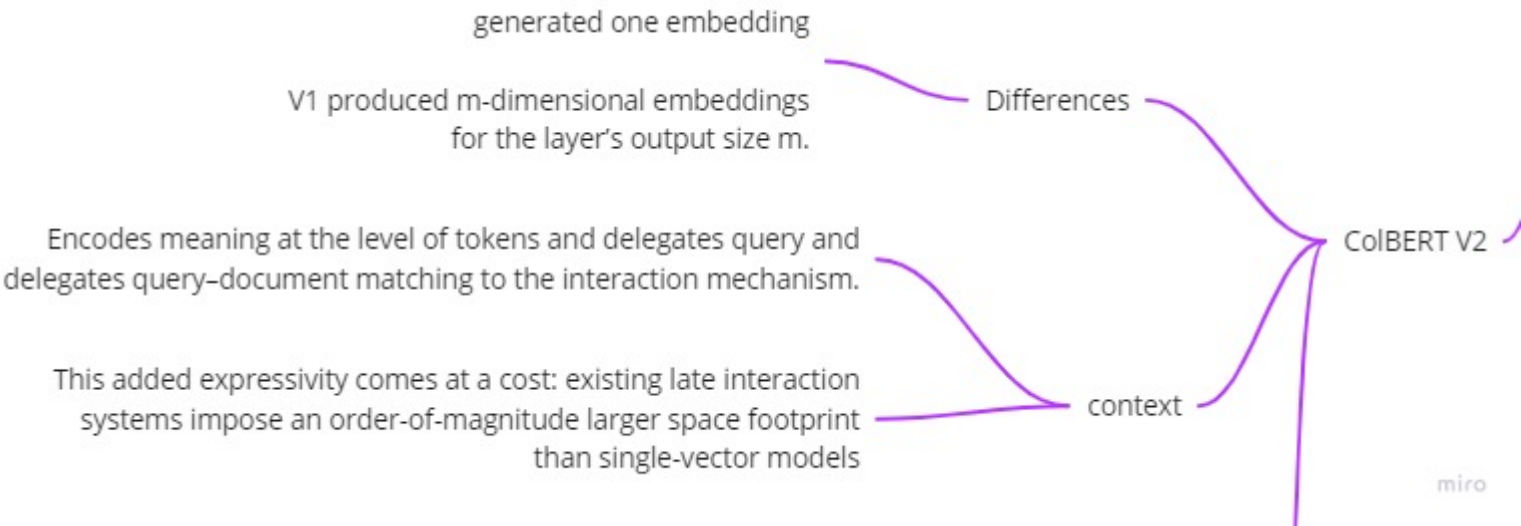 generated one embedding
V1 produced m-dimensional embeddings
for the layer’s output size m.
Differences
Encodes meaning at the level of tokens and delegates query and
delegates query–document matching to the interaction mechanism.
ColBERT V2
This added expressivity comes at a cost: existing late interaction
systems impose an order-of-magnitude larger space footprint
than single-vector models
context
miro